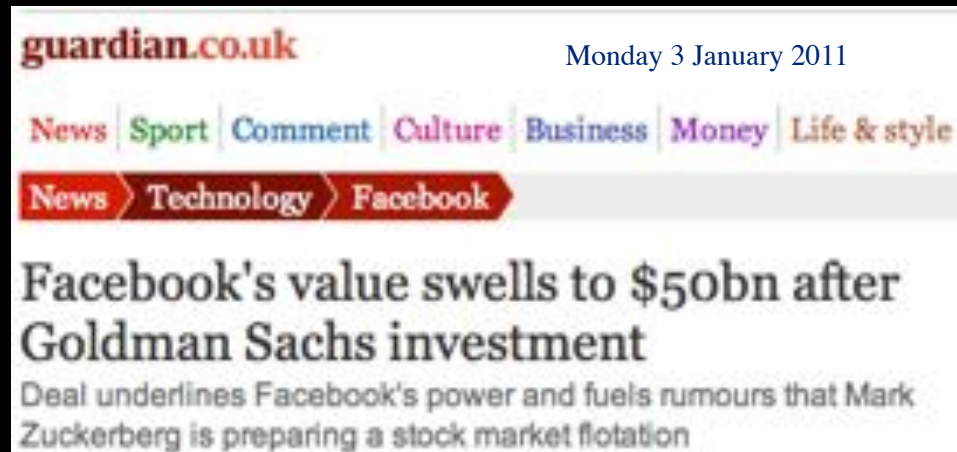 guardian.co.uk
Monday 3 January 2011
News Sport Comment Culture Business Money Life & style
News Technology Facebook
Facebook's value swells to $50bn after
Goldman Sachs investment
Deal underlines Facebook's power and fuels rumours that Mark
Zuckerberg is preparing a stock market flotation